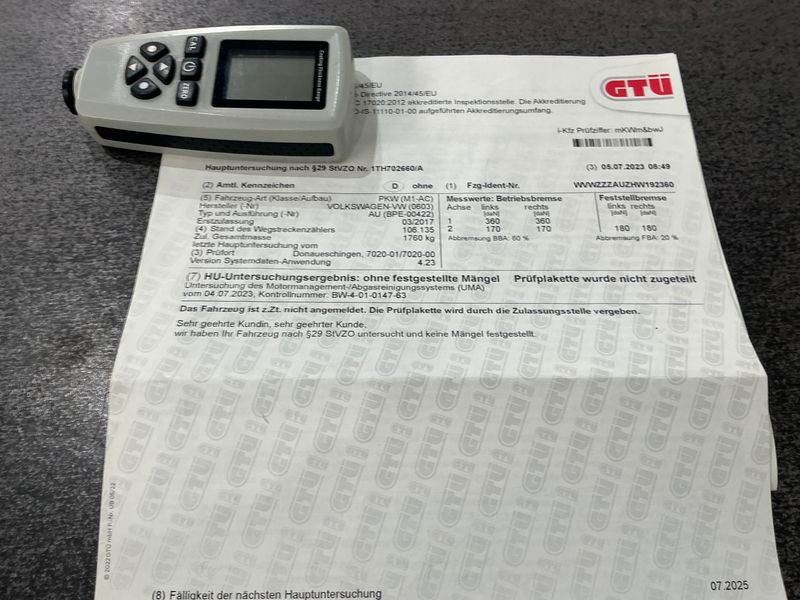 CAL
ZERO
Coating Thickness Gauge
/45/EU
Directive 2014/45/EU
17020:2012 akkreditierte Inspektionsstelle. Die Akkreditierung
-IS-11110-01-00 aufgeführten Akkreditierungsumfang.
GTÜ
i-Kfz Prüfziffer: mKWm&bwJ
Hauptuntersuchung nach §29 StVZO Nr. 1TH702660/A
(3) 05.07.2023 08:49
(2) Amtl. Kennzeichen D ohne (1) Fzg-Ident-Nr. WVWZZZAUZHW192360
(5) Fahrzeug-Art (Klasse/Aufbau) PKW (M1-AC)
Hersteller (-Nr) VOLKSWAGEN-VW (0603)
Typ und Ausführung (-Nr) AU (BPE-00422)
Erstzulassung 03/2017
(4) Stand des Wegstreckenzählers 106.135
Zul. Gesamtmasse 1760 kg
letzte Hauptuntersuchung vom
(3) Prüfort Donaueschingen, 7020-01/7020-00
Version Systemdaten-Anwendung 4.23
Messwerte: Betriebsbremse
Achse links rechts
[daN] [daN]
1 360 360
2 170 170
Abbremsung BBA: 60 %
Feststellbremse
links rechts
[daN] [daN]
180 180
Abbremsung FBA: 20 %
(7) HU-Untersuchungsergebnis: ohne festgestellte Mängel Prüfplakette wurde nicht zugeteilt
Untersuchung des Motormanagement-/Abgasreinigungssystems (UMA)
vom 04.07.2023, Kontrollnummer: BW-4-01-0147-63
Das Fahrzeug ist z.Zt. nicht angemeldet. Die Prüfplakette wird durch die Zulassungsstelle vergeben.
Sehr geehrte Kundin, sehr geehrter Kunde,
wir haben Ihr Fahrzeug nach §29 StVZO untersucht und keine Mängel festgestellt.
© 2022 GTÜ mbH F.-Nr. UB 05/22
(8) Fälligkeit der nächsten Hauptuntersuchung 07.2025